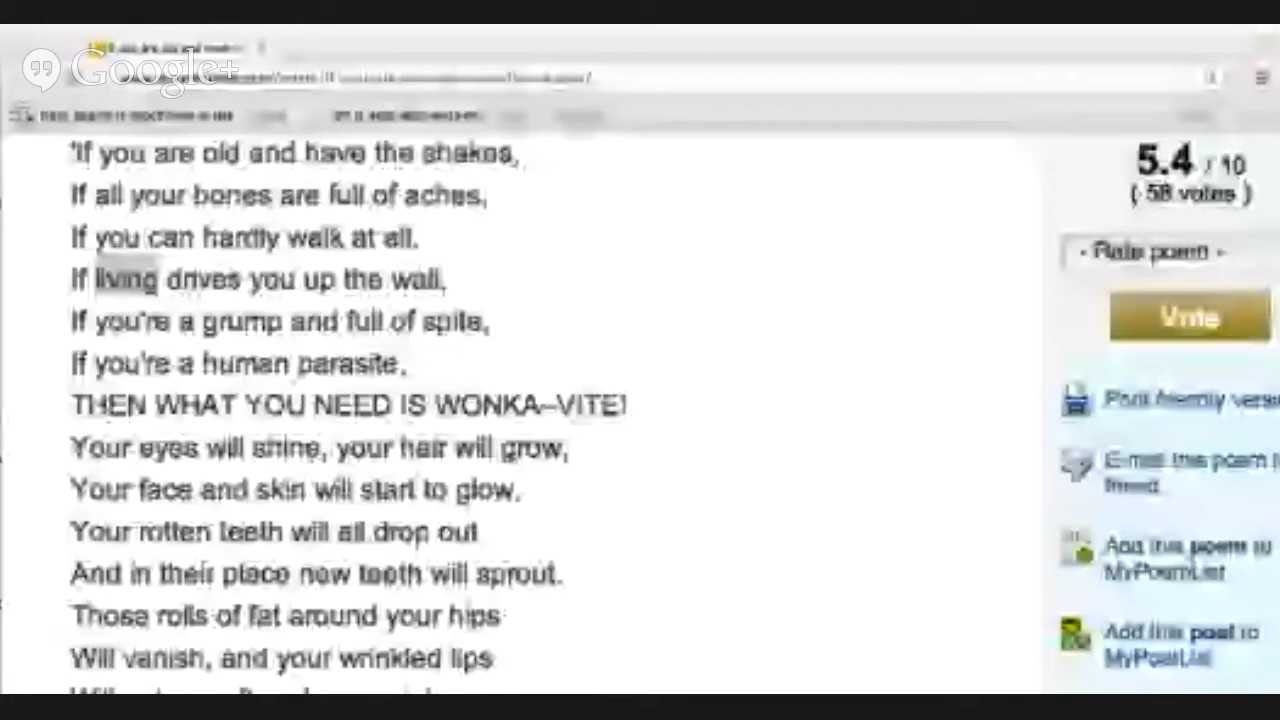 Google+
'If you are old and have the shakes,
If all your bones are full of aches,
If you can hardly walk at all,
If living drives you up the wall,
If you're a grump and full of spite,
If you're a human parasite,
THEN WHAT YOU NEED IS WONKA–VITE!
Your eyes will shine, your hair will grow,
Your face and skin will start to glow.
Your rotten teeth will all drop out
And in their place new teeth will sprout.
Those rolls of fat around your hips
Will vanish, and your wrinkled lips
5.4 / 10
( 58 votes )
- Rate poem -
Vote
Print friendly
E-mail this poem
friend
Add this poem to
MyPoemList
Add this poet to
MyPoetList